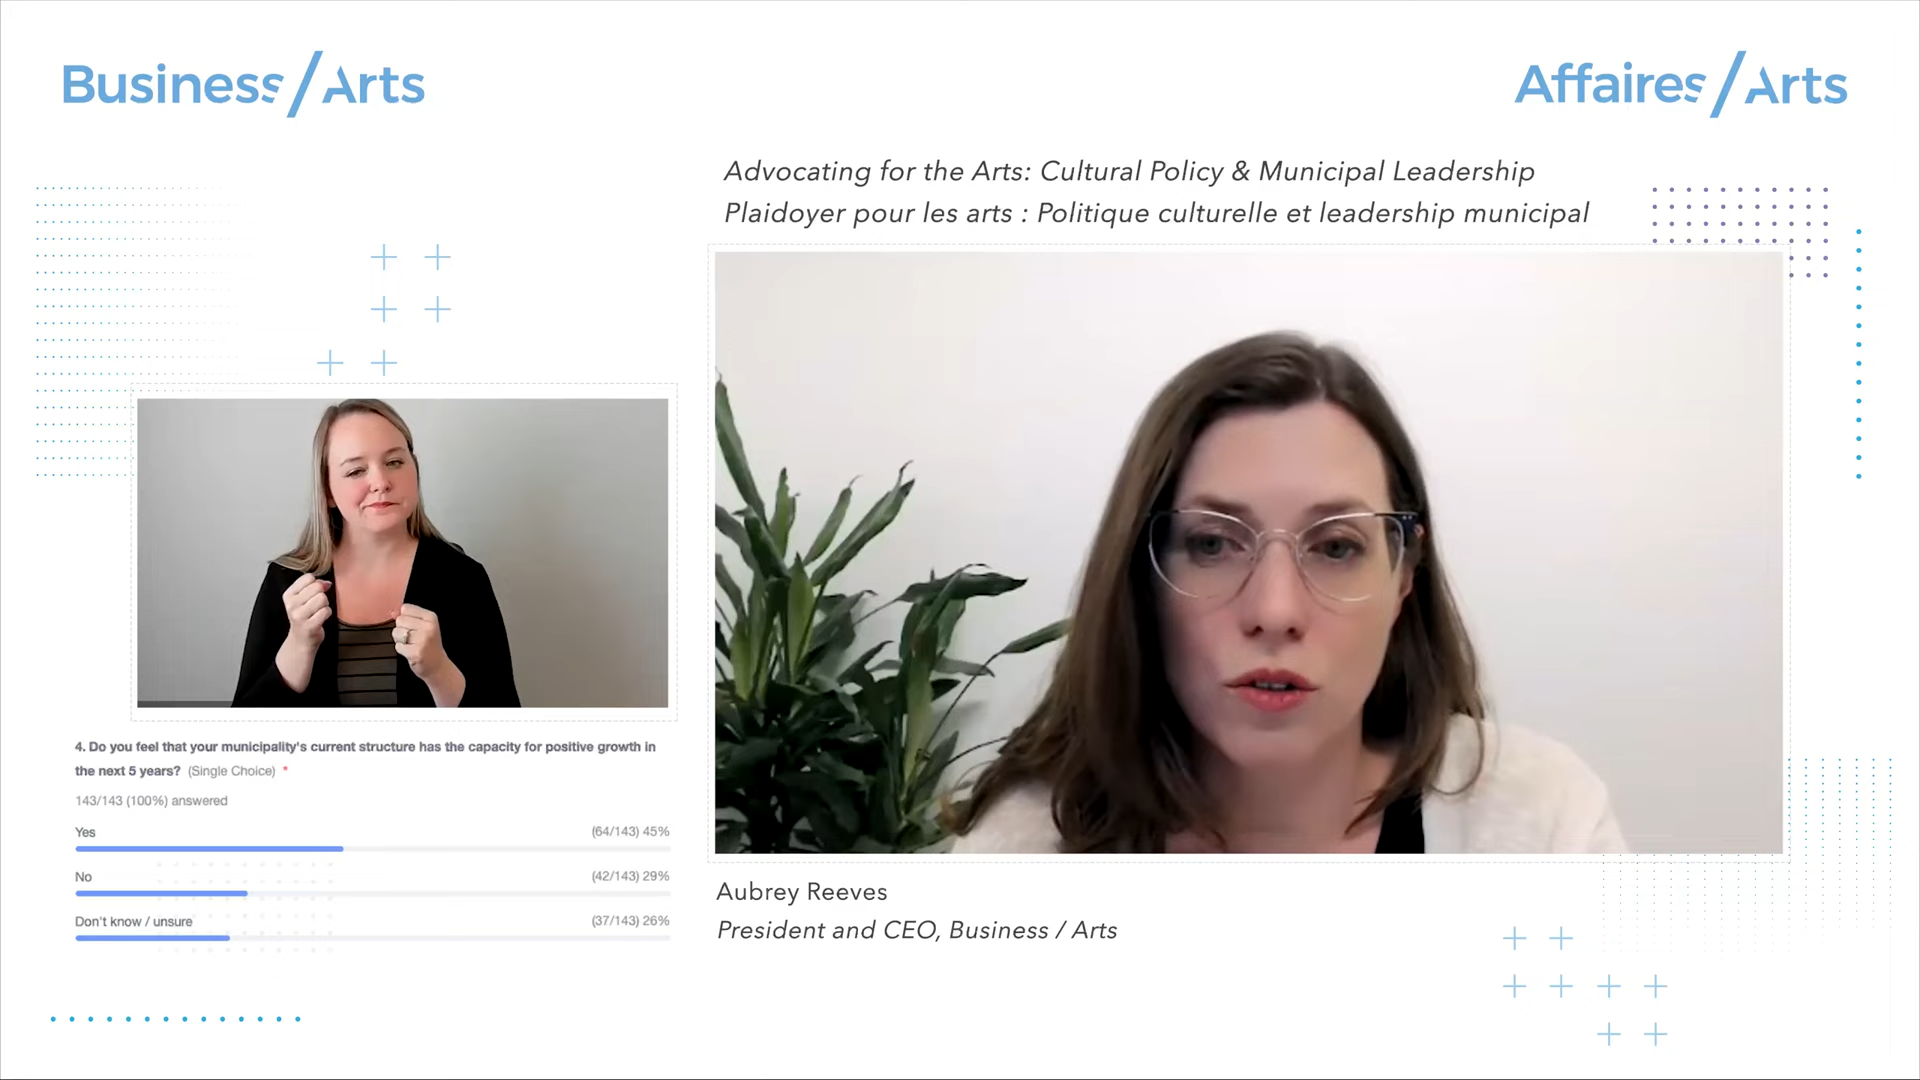 Business/Arts
Affaires/Arts
Advocating for the Arts: Cultural Policy & Municipal Leadership
Plaidoyer pour les arts : Politique culturelle et leadership municipal
4. Do you feel that your municipality's current structure has the capacity for positive growth in
the next 5 years? (Single Choice) *
143/143 (100%) answered
Yes (64/143) 45%
No (42/143) 29%
Don't know / unsure (37/143) 26%
Aubrey Reeves
President and CEO, Business / Arts